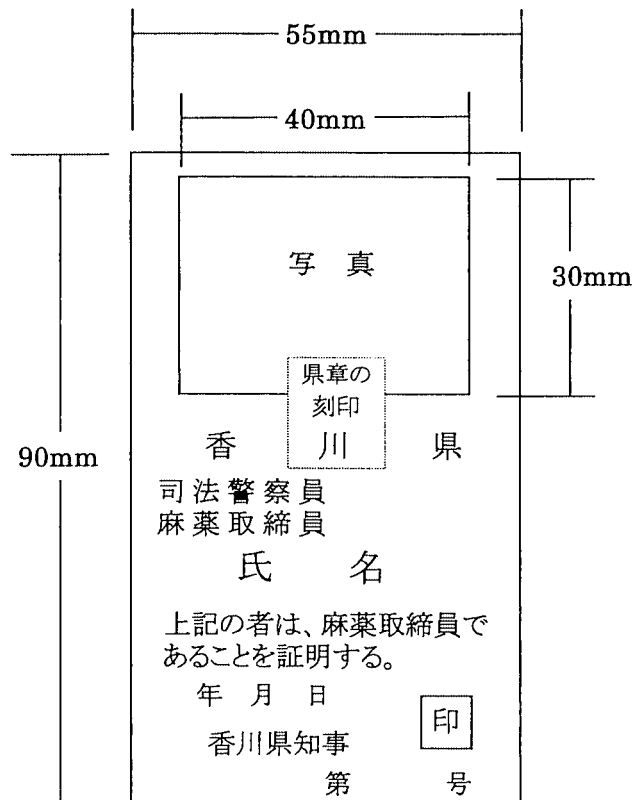 55mm
40mm
写 真
30mm
県章の
刻印
香 川 県
90mm
司法警察員
麻薬取締員
氏 名
上記の者は、麻薬取締員で
あることを証明する。
年 月 日
印
香川県知事
第 号